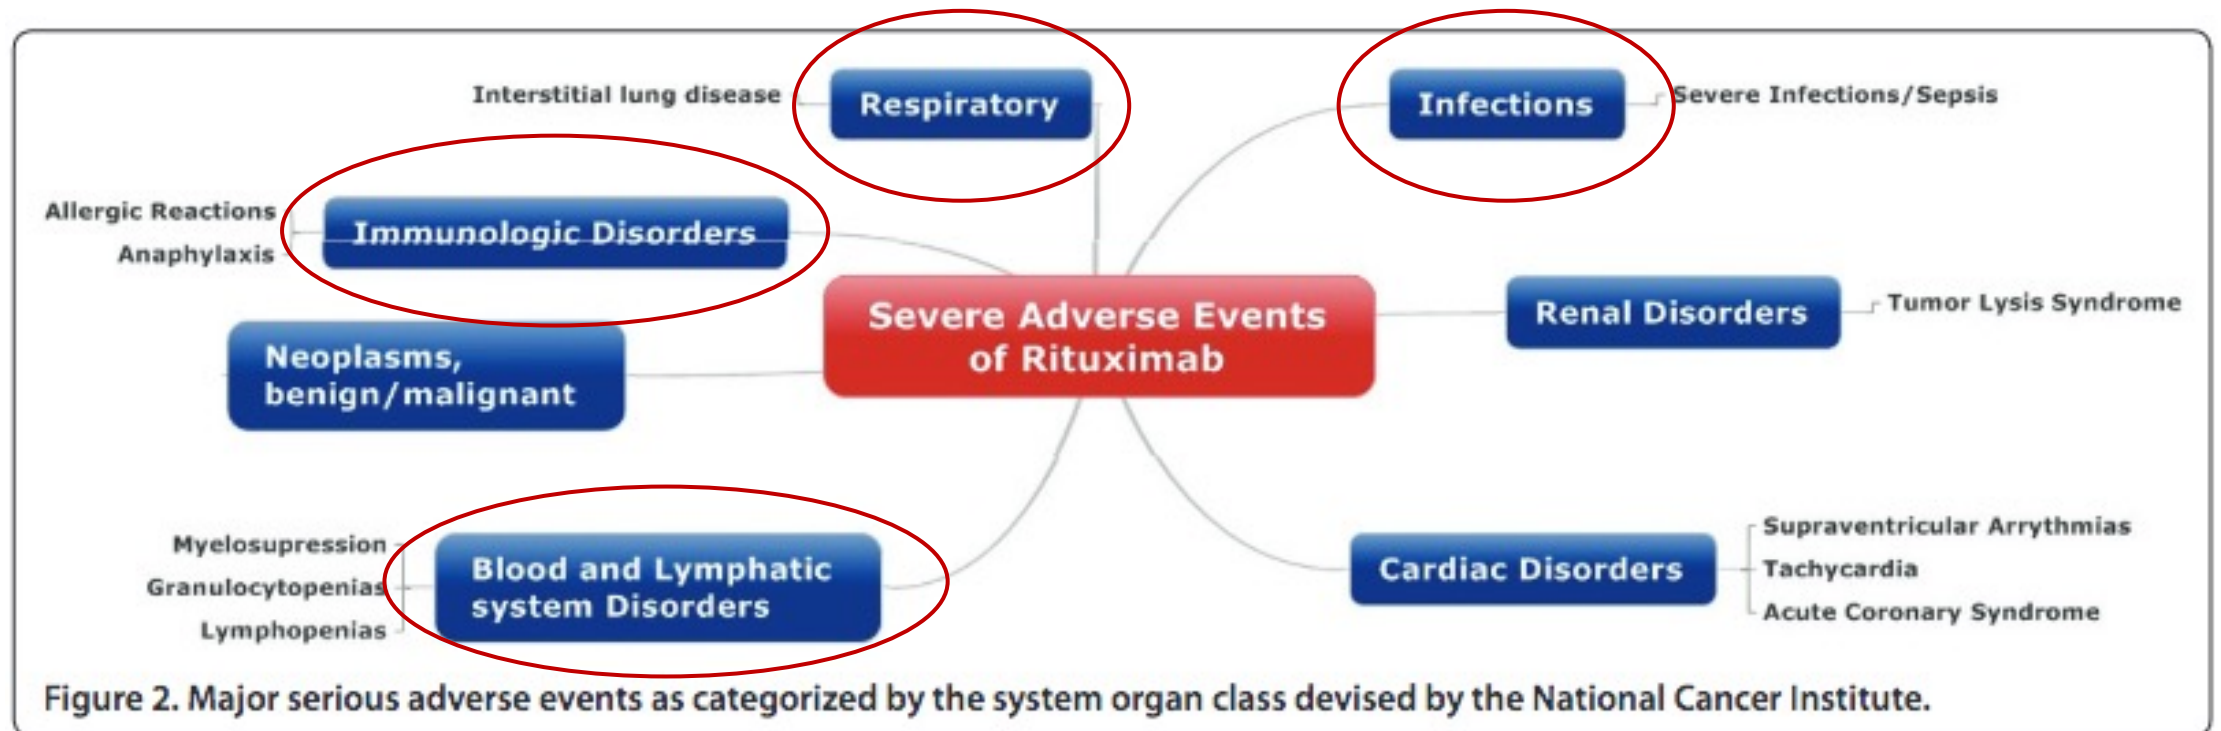 Interstitial lung disease
Respiratory
Infections
Severe Infections/Sepsis
Allergic Reactions
Anaphylaxis
Immunologic Disorders
Severe Adverse Events
of Rituximab
Renal Disorders
Tumor Lysis Syndrome
Neoplasms,
benign/malignant
Myelosupression
Granulocytopenias
Lymphopenias
Blood and Lymphatic
system Disorders
Cardiac Disorders
Supraventricular Arrythmias
Tachycardia
Acute Coronary Syndrome
Figure 2. Major serious adverse events as categorized by the system organ class devised by the National Cancer Institute.